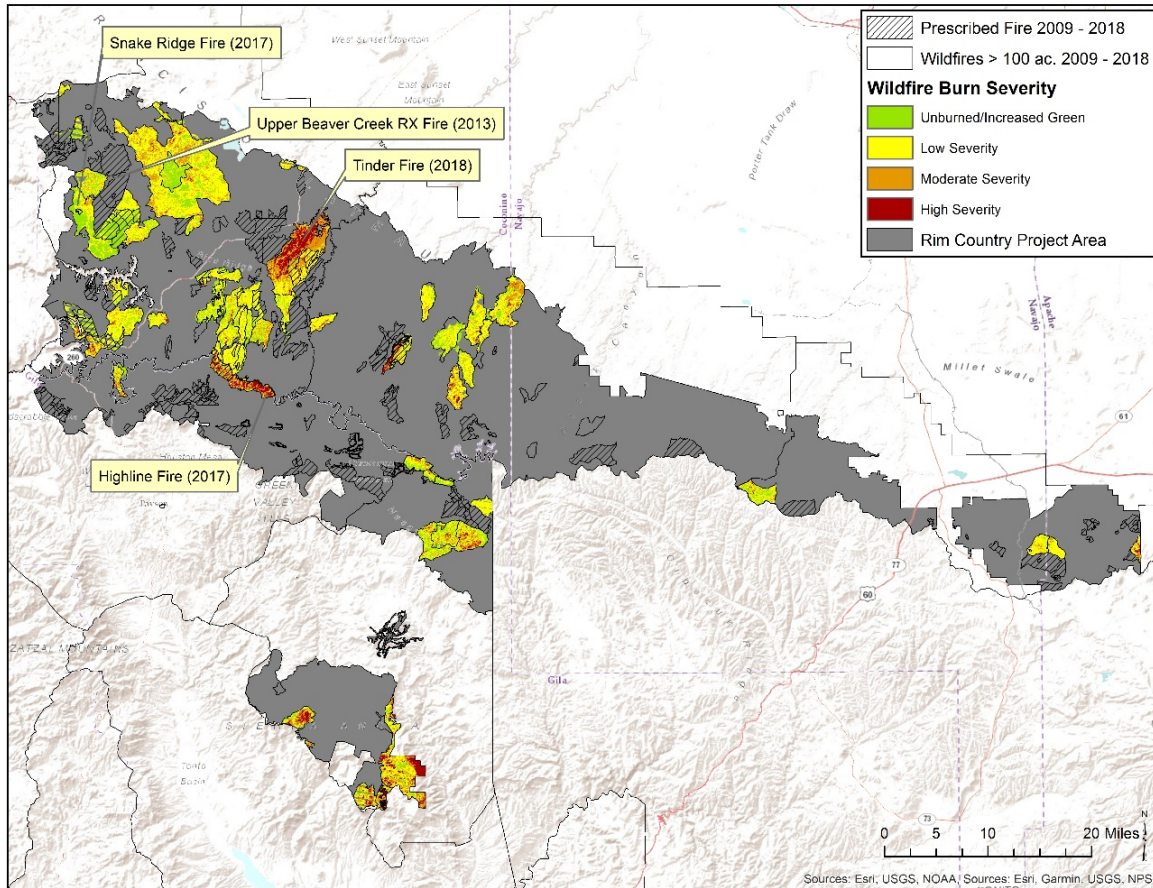 Snake Ridge Fire (2017)
Upper Beaver Creek RX Fire (2013)
Tinder Fire (2018)
Highline Fire (2017)
Prescribed Fire 2009 - 2018
Wildfires > 100 ac. 2009 - 2018
Wildfire Burn Severity
Unburned/Increased Green
Low Severity
Moderate Severity
High Severity
Rim Country Project Area
West Sunset Mountain
East Sunset
Mountain
Porter Tank Draw
Coconino
Navajo
Apache
Navajo
Millet Swale
61
260
77
60
Gila
Tonto
Basin
73
N
0 5 10 20 Miles
Sources: Esri, USGS, NOAA, Sources: Esri, Garmin, USGS, NPS